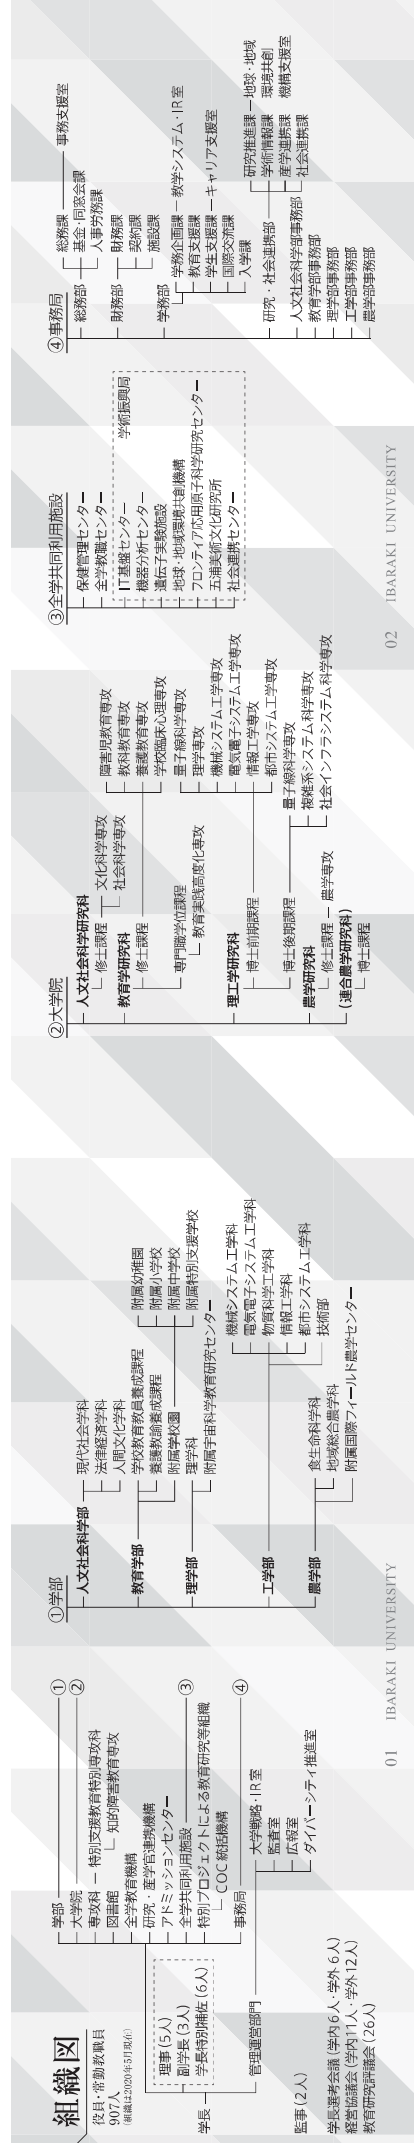 組織図
役員・常勤教職員
907人
(組織は2020年5月現在)
学長
理事(5人)
副学長(3人)
学長特別補佐(6人)
管理運営部門
大学戦略・IR室
監査室
広報室
ダイバーシティ推進室
監事(2人)
学長選考会議(学内6人・学外6人)
経営協議会(学内11人・学外12人)
教育研究評議会(26人)
学部 ①
大学院 ②
専攻科 特別支援教育特別専攻科
知的障害教育専攻
図書館
全学教育機構
研究・産学官連携機構
アドミッションセンター
全学共同利用施設 ③
特別プロジェクトによる教育研究等組織
COC統括機構
事務局 ④
①学部
人文社会科学部
現代社会学科
法律経済学科
人間文化学科
教育学部
学校教育教員養成課程
養護教諭養成課程
附属学校園
附属幼稚園
附属小学校
附属中学校
附属特別支援学校
理学部
理学科
附属宇宙科学教育研究センター
工学部
機械システム工学科
電気電子システム工学科
物質科学工学科
情報工学科
都市システム工学科
技術部
農学部
食生命科学科
地域総合農学科
附属国際フィールド農学センター
01 IBARAKI UNIVERSITY
②大学院
人文社会科学研究科
修士課程
文化科学専攻
社会科学専攻
教育学研究科
修士課程
障害児教育専攻
教科教育専攻
養護教育専攻
学校臨床心理専攻
専門職学位課程
教育実践高度化専攻
理工学研究科
博士前期課程
量子線科学専攻
理学専攻
機械システム工学専攻
電気電子システム工学専攻
情報工学専攻
都市システム工学専攻
博士後期課程
量子線科学専攻
複雑系システム科学専攻
社会インフラシステム科学専攻
農学研究科
修士課程 農学専攻
(連合農学研究科)
博士課程
③全学共同利用施設
保健管理センター
全学教職センター
学術振興局
IT基盤センター
機器分析センター
遺伝子実験施設
地球・地域環境共創機構
フロンティア応用原子科学研究センター
五浦美術文化研究所
社会連携センター
④事務局
総務部
総務課 事務支援室
基金・同窓会課
人事労務課
財務部
財務課
契約課
施設課
学務部
学務企画課 教学システム・IR室
教育支援課
学生支援課 キャリア支援室
国際交流課
入学課
研究・社会連携部
研究推進課 地球・地域
学術情報課 環境共創
産学連携課 機構支援室
社会連携課
人文社会科学部事務部
教育学部事務部
理学部事務部
工学部事務部
農学部事務部
02 IBARAKI UNIVERSITY